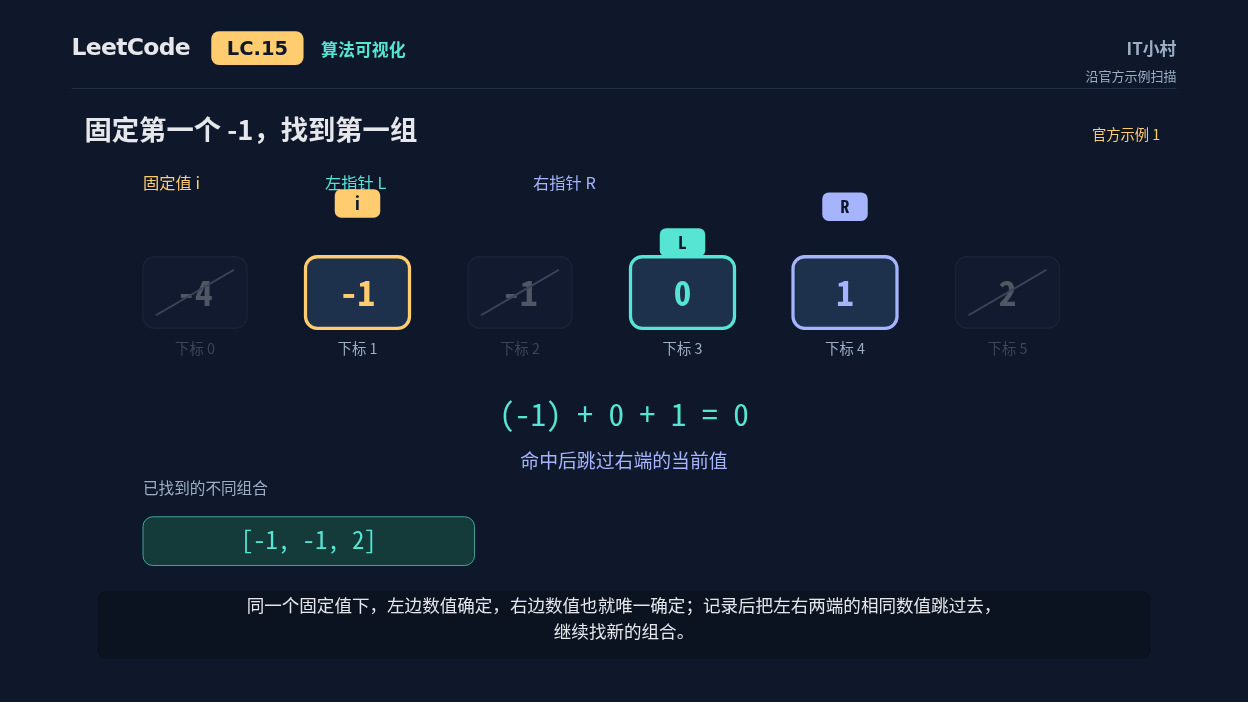 LeetCode LC.15 算法可视化
IT小村
沿官方示例扫描
固定第一个 -1，找到第一组
官方示例 1
固定值 i 左指针 L 右指针 R
i R
L
-4 -1 -1 0 1 2
下标 0 下标 1 下标 2 下标 3 下标 4 下标 5
(-1) + 0 + 1 = 0
命中后跳过右端的当前值
已找到的不同组合
[-1, -1, 2]
同一个固定值下，左边数值确定，右边数值也就唯一确定；记录后把左右两端的相同数值跳过去，
继续找新的组合。